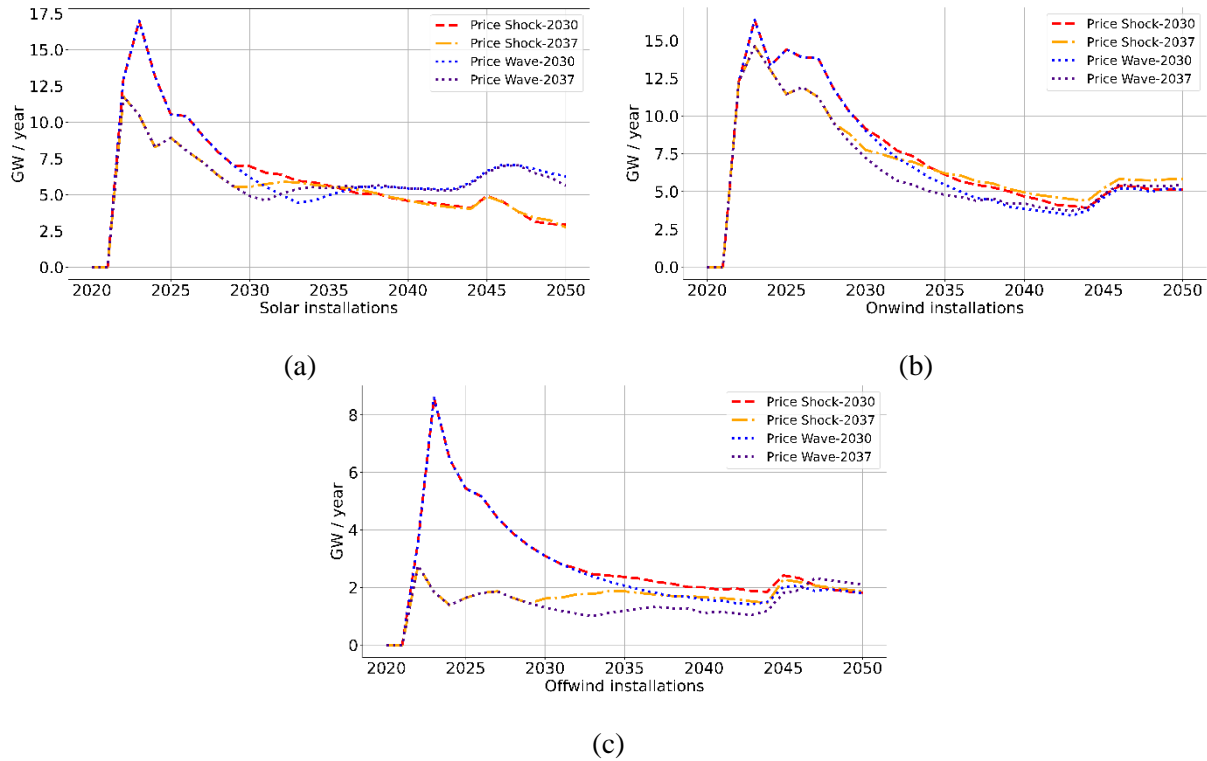 17.5
15.0
12.5
10.0
7.5
5.0
2.5
0.0
GW / year
Price Shock-2030
Price Shock-2037
Price Wave-2030
Price Wave-2037
2020 2025 2030 2035 2040 2045 2050
Solar installations
(a)
15.0
12.5
10.0
7.5
5.0
2.5
0.0
GW / year
Price Shock-2030
Price Shock-2037
Price Wave-2030
Price Wave-2037
2020 2025 2030 2035 2040 2045 2050
Onwind installations
(b)
8
6
4
2
0
GW / year
Price Shock-2030
Price Shock-2037
Price Wave-2030
Price Wave-2037
2020 2025 2030 2035 2040 2045 2050
Offwind installations
(c)